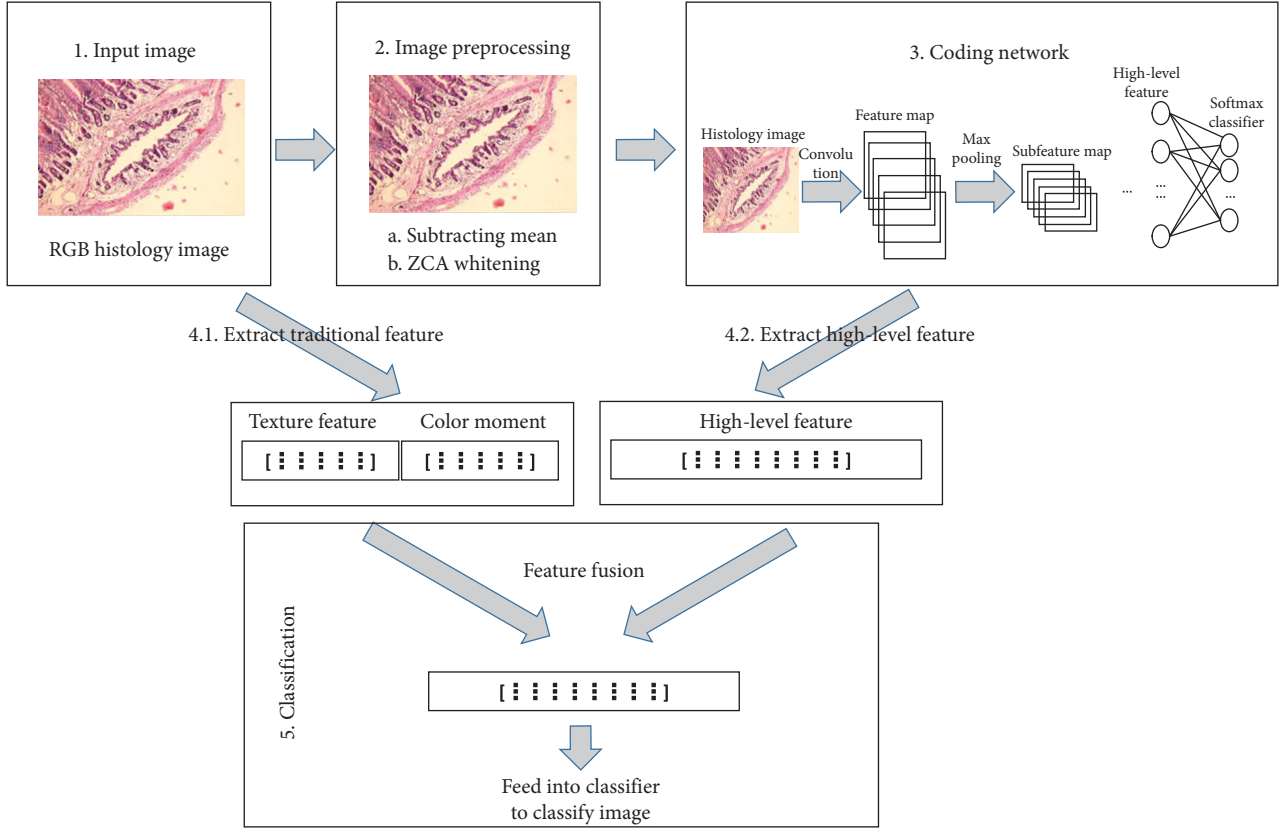 1. Input image
RGB histology image
2. Image preprocessing
a. Subtracting mean
b. ZCA whitening
3. Coding network
Histology image
Convolu
tion
Feature map
Max
pooling
Subfeature map
...
High-level
feature
...
...
Softmax
classifier
...
4.1. Extract traditional feature
4.2. Extract high-level feature
Texture feature
Color moment
High-level feature
Feature fusion
5. Classification
Feed into classifier
to classify image